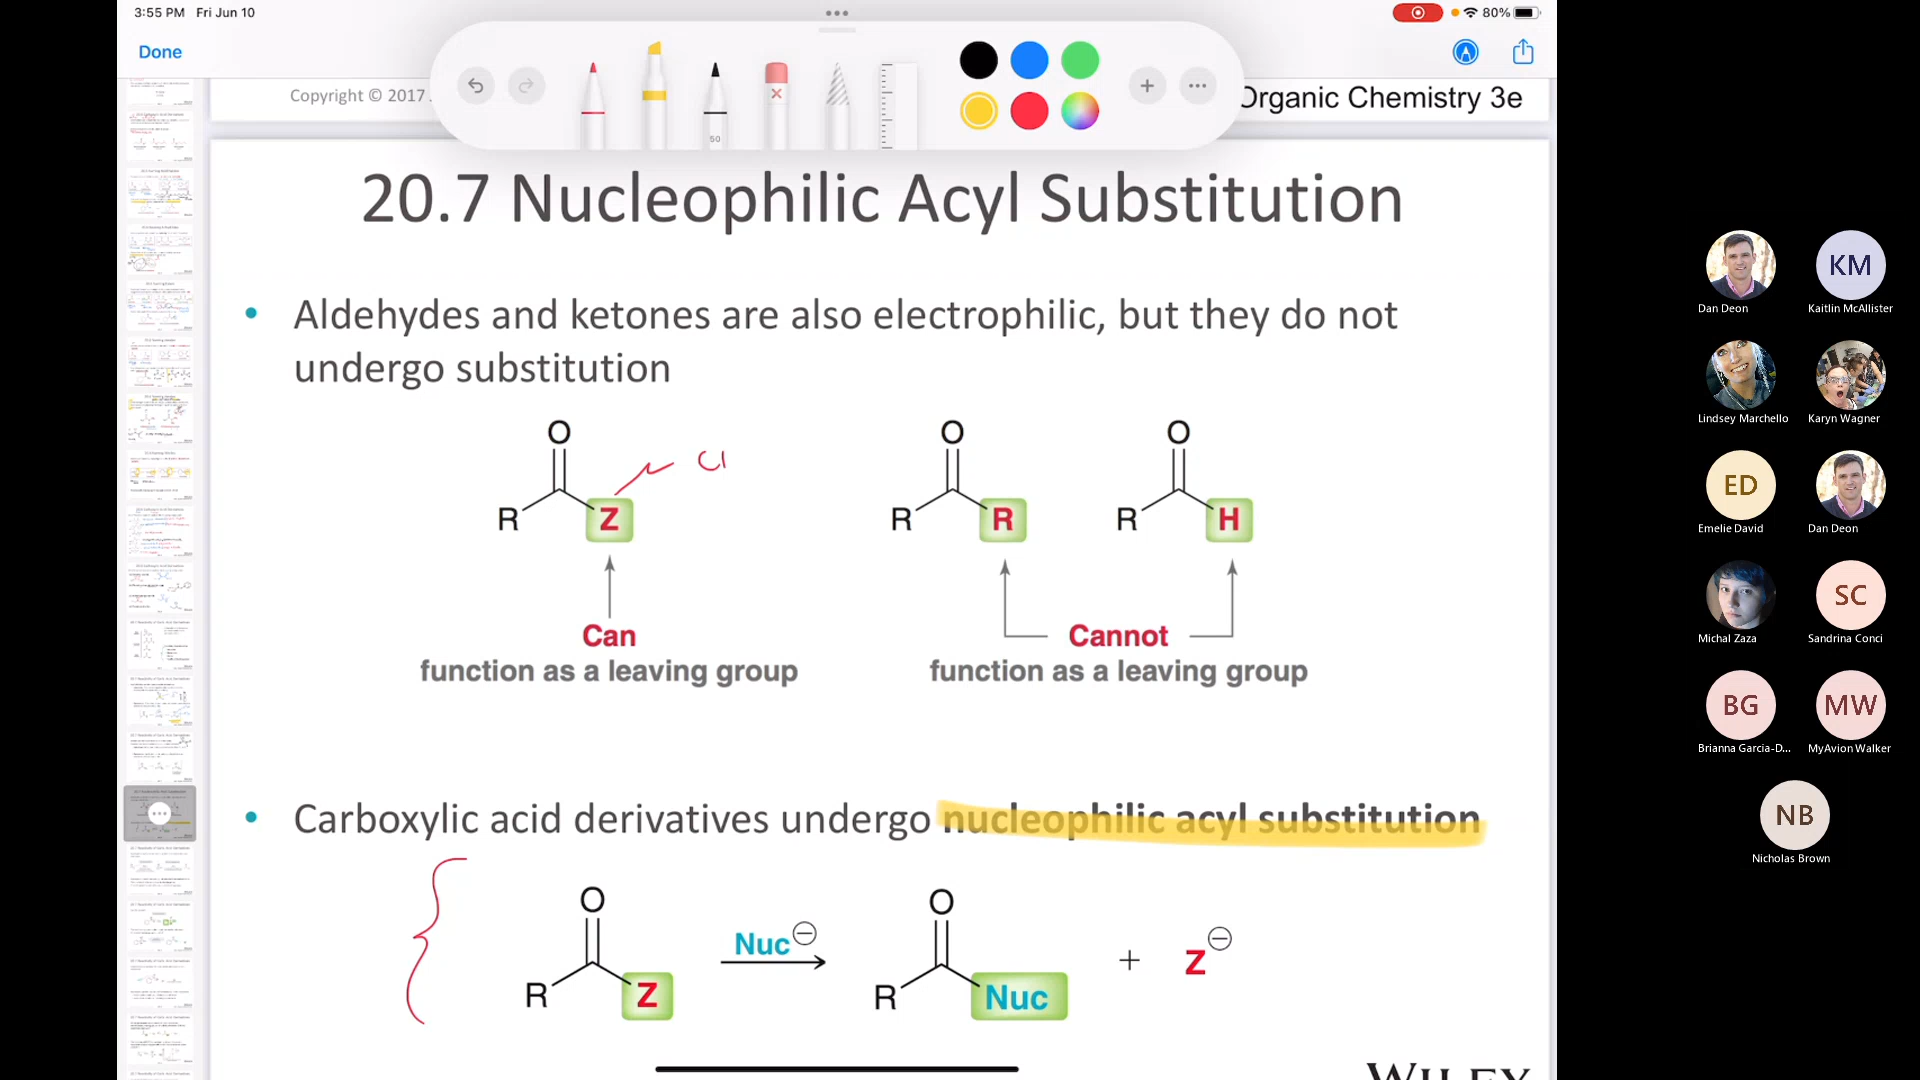 3:55 PM Fri Jun 10
80%
Done
50
Copyright © 2017
Organic Chemistry 3e
20.7 Nucleophilic Acyl Substitution
• Aldehydes and ketones are also electrophilic, but they do not
undergo substitution
O
R
Z
Cl
O
R
R
O
R
H
Can
function as a leaving group
Cannot
function as a leaving group
• Carboxylic acid derivatives undergo nucleophilic acyl substitution
O
R
Z
Nuc⊖
O
R
Nuc
+ Z⊖
WILEY
Dan Deon
KM
Kaitlin McAllister
Lindsey Marchello
Karyn Wagner
ED
Emelie David
Dan Deon
Michal Zaza
SC
Sandrina Conci
BG
Brianna Garcia-D...
MW
MyAvion Walker
NB
Nicholas Brown